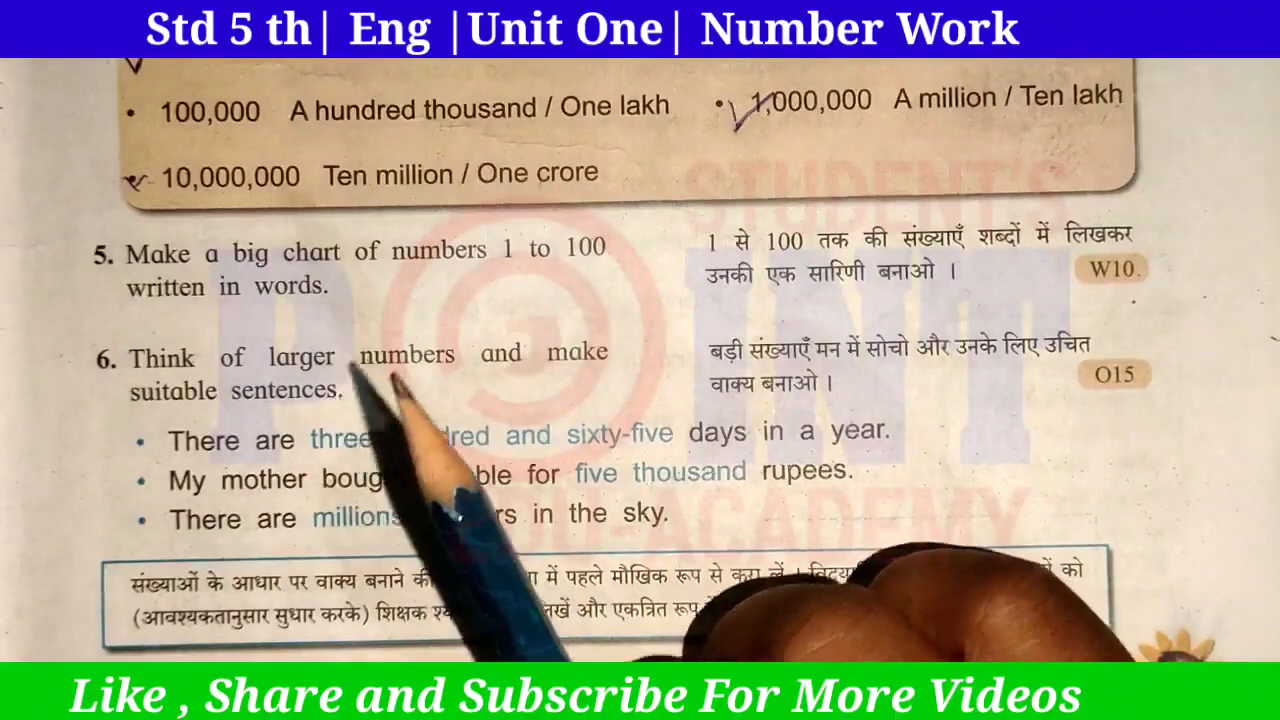 Std 5 th| Eng |Unit One| Number Work
• 100,000 A hundred thousand / One lakh
• 1,000,000 A million / Ten lakh
10,000,000 Ten million / One crore
5. Make a big chart of numbers 1 to 100
written in words.
1 से 100 तक की संख्याएँ शब्दों में लिखकर
उनकी एक सारिणी बनाओ ।
W10.
6. Think of larger numbers and make
suitable sentences.
बड़ी संख्याएँ मन में सोचो और उनके लिए उचित
वाक्य बनाओ ।
O15
• There are three and sixty-five days in a year.
• My mother for five thousand rupees.
• There are millions in the sky.
संख्याओं के आधार पर वाक्य बनाने में पहले मौखिक रूप से करा लें । को
(आवश्यकतानुसार सुधार करके) शिक्षक और एकत्रित रूप
STUDENT'S
POINT
EDU-ACADEMY
Like , Share and Subscribe For More Videos